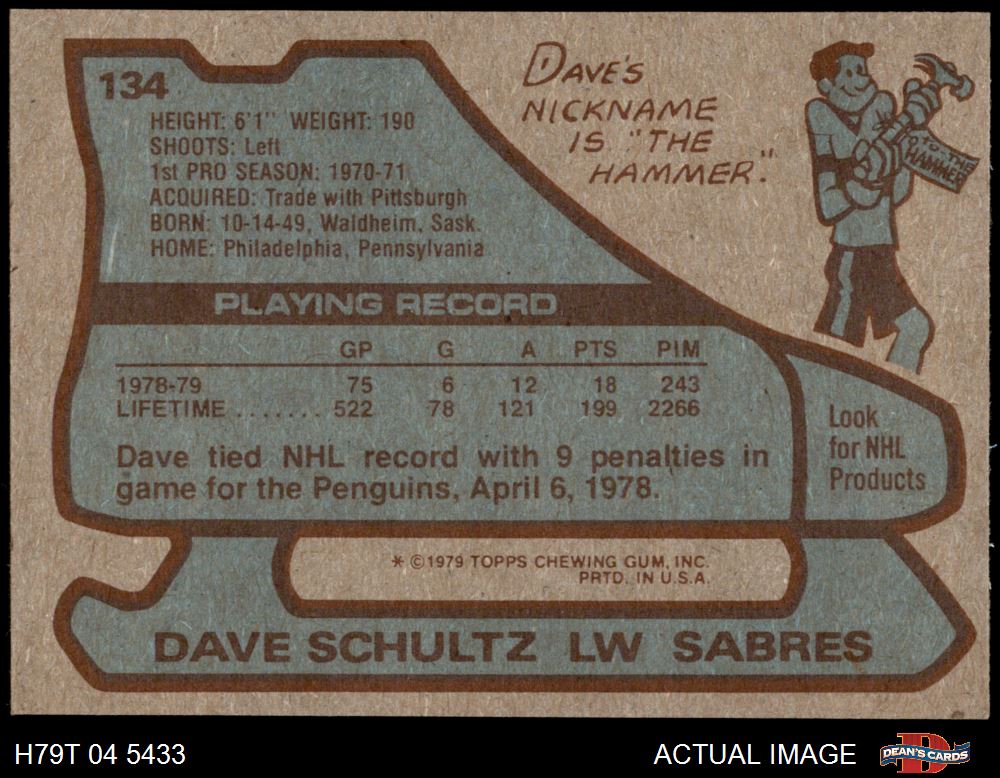 134
HEIGHT: 6'1" WEIGHT: 190
SHOOTS: Left
1st PRO SEASON: 1970-71
ACQUIRED: Trade with Pittsburgh
BORN: 10-14-49, Waldheim, Sask.
HOME: Philadelphia, Pennsylvania
DAVE'S
NICKNAME
IS "THE
HAMMER."
TO THE
HAMMER
PLAYING RECORD
GP G A PTS PIM
1978-79 75 6 12 18 243
LIFETIME ....... 522 78 121 199 2266
Dave tied NHL record with 9 penalties in
game for the Penguins, April 6, 1978.
Look
for NHL
Products
* ©1979 TOPPS CHEWING GUM, INC.
PRTD. IN U.S.A.
DAVE SCHULTZ LW SABRES
H79T 04 5433
ACTUAL IMAGE
DEAN'S CARDS